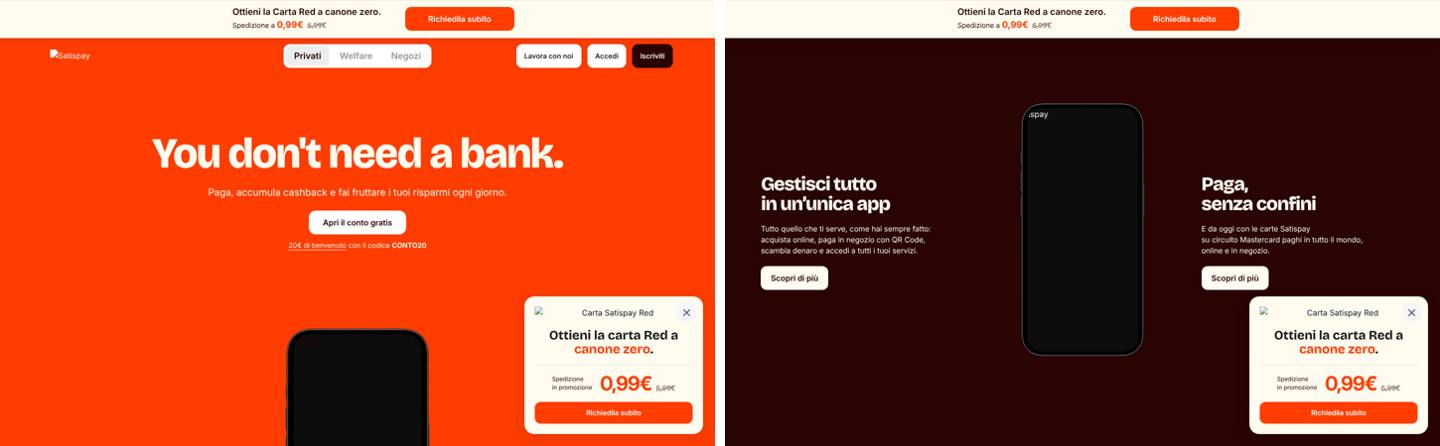 Ottieni la Carta Red a canone zero.
Spedizione a 0,99€ 6,99€
Richiedila subito
Satispay
Privati Welfare Negozi
Lavora con noi
Accedi
Iscriviti
You don't need a bank.
Paga, accumula cashback e fai fruttare i tuoi risparmi ogni giorno.
Apri il conto gratis
20€ di benvenuto con il codice CONTO20
Carta Satispay Red
Ottieni la carta Red a
canone zero.
Spedizione
in promozione
0,99€ 6,99€
Richiedila subito
Ottieni la Carta Red a canone zero.
Spedizione a 0,99€ 6,99€
Richiedila subito
spay
Gestisci tutto
in un'unica app
Tutto quello che ti serve, come hai sempre fatto:
acquista online, paga in negozio con QR Code,
scambia denaro e accedi a tutti i tuoi servizi.
Scopri di più
Paga,
senza confini
E da oggi con le carte Satispay
su circuito Mastercard paghi in tutto il mondo,
online e in negozio.
Scopri di più
Carta Satispay Red
Ottieni la carta Red a
canone zero.
Spedizione
in promozione
0,99€ 6,99€
Richiedila subito